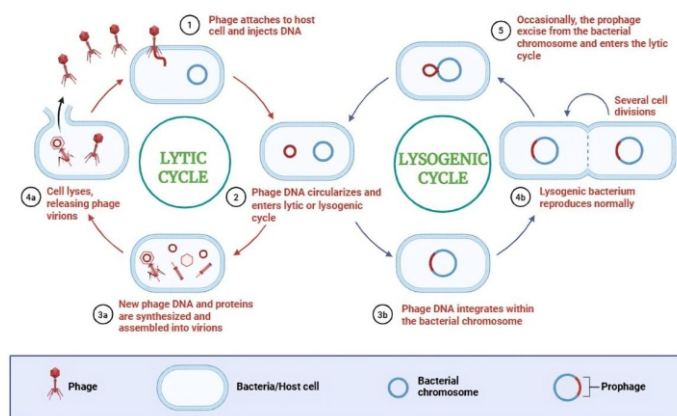 1
Phage attaches to host
cell and injects DNA
5
Occasionally, the prophage
excise from the bacterial
chromosome and enters the lytic
cycle
Several cell
divisions
LYTIC
CYCLE
LYSOGENIC
CYCLE
4a
Cell lyses,
releasing phage
virions
2
Phage DNA circularizes and
enters lytic or lysogenic
cycle
4b
Lysogenic bacterium
reproduces normally
3a
New phage DNA and proteins
are synthesized and
assembled into virions
3b
Phage DNA integrates within
the bacterial chromosome
Phage
Bacteria/Host cell
Bacterial
chromosome
Prophage